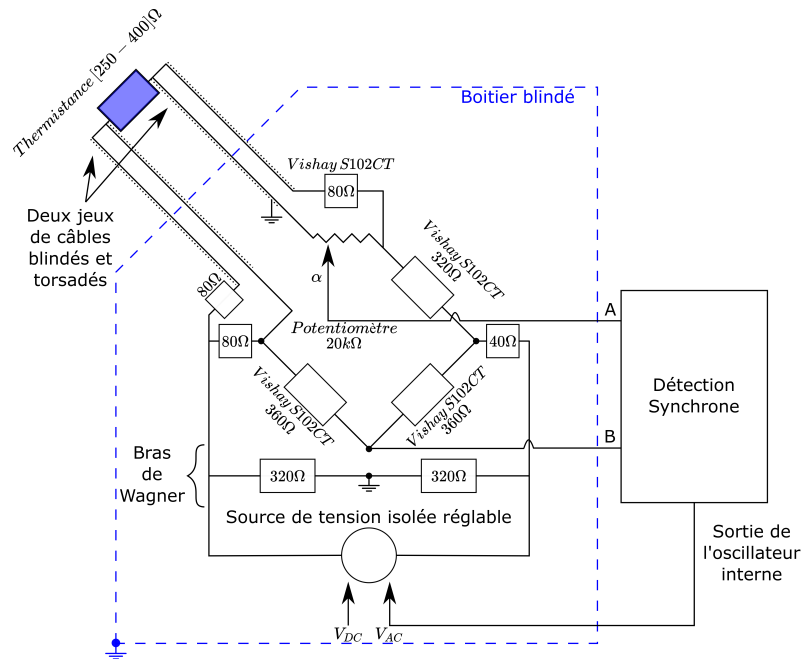 Thermistance [250 − 400]Ω
Boitier blindé
Vishay S102CT
80Ω
Deux jeux
de câbles
blindés et
torsadés
Vishay S102CT
320Ω
α
80Ω
A
Potentiomètre
20kΩ
80Ω
40Ω
Détection
Synchrone
Vishay S102CT
360Ω
Vishay S102CT
360Ω
B
Bras
de
Wagner
320Ω
320Ω
Source de tension isolée réglable
Sortie de
l'oscillateur
interne
V_DC
V_AC